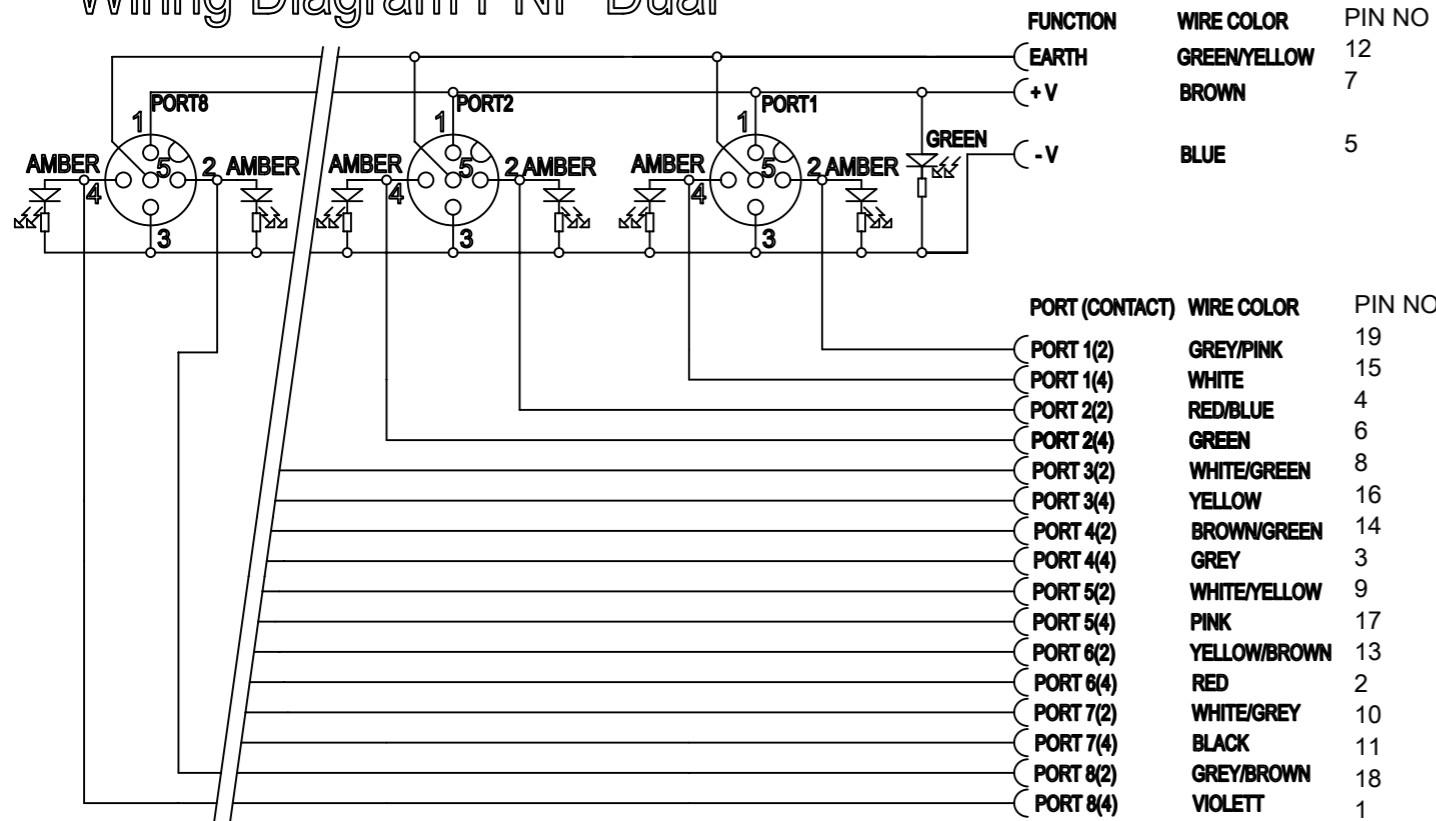 Wiring Diagram PNP Dual
FUNCTION WIRE COLOR PIN NO
EARTH GREEN/YELLOW 12
+ V BROWN 7
- V BLUE 5
PORT8 PORT2 PORT1
1 1 1
GREEN
AMBER 5 2 AMBER AMBER 5 2 AMBER AMBER 5 2 AMBER
4 4 4
3 3 3
PORT (CONTACT) WIRE COLOR PIN NO
PORT 1(2) GREY/PINK 19
PORT 1(4) WHITE 15
PORT 2(2) RED/BLUE 4
PORT 2(4) GREEN 6
PORT 3(2) WHITE/GREEN 8
PORT 3(4) YELLOW 16
PORT 4(2) BROWN/GREEN 14
PORT 4(4) GREY 3
PORT 5(2) WHITE/YELLOW 9
PORT 5(4) PINK 17
PORT 6(2) YELLOW/BROWN 13
PORT 6(4) RED 2
PORT 7(2) WHITE/GREY 10
PORT 7(4) BLACK 11
PORT 8(2) GREY/BROWN 18
PORT 8(4) VIOLETT 1